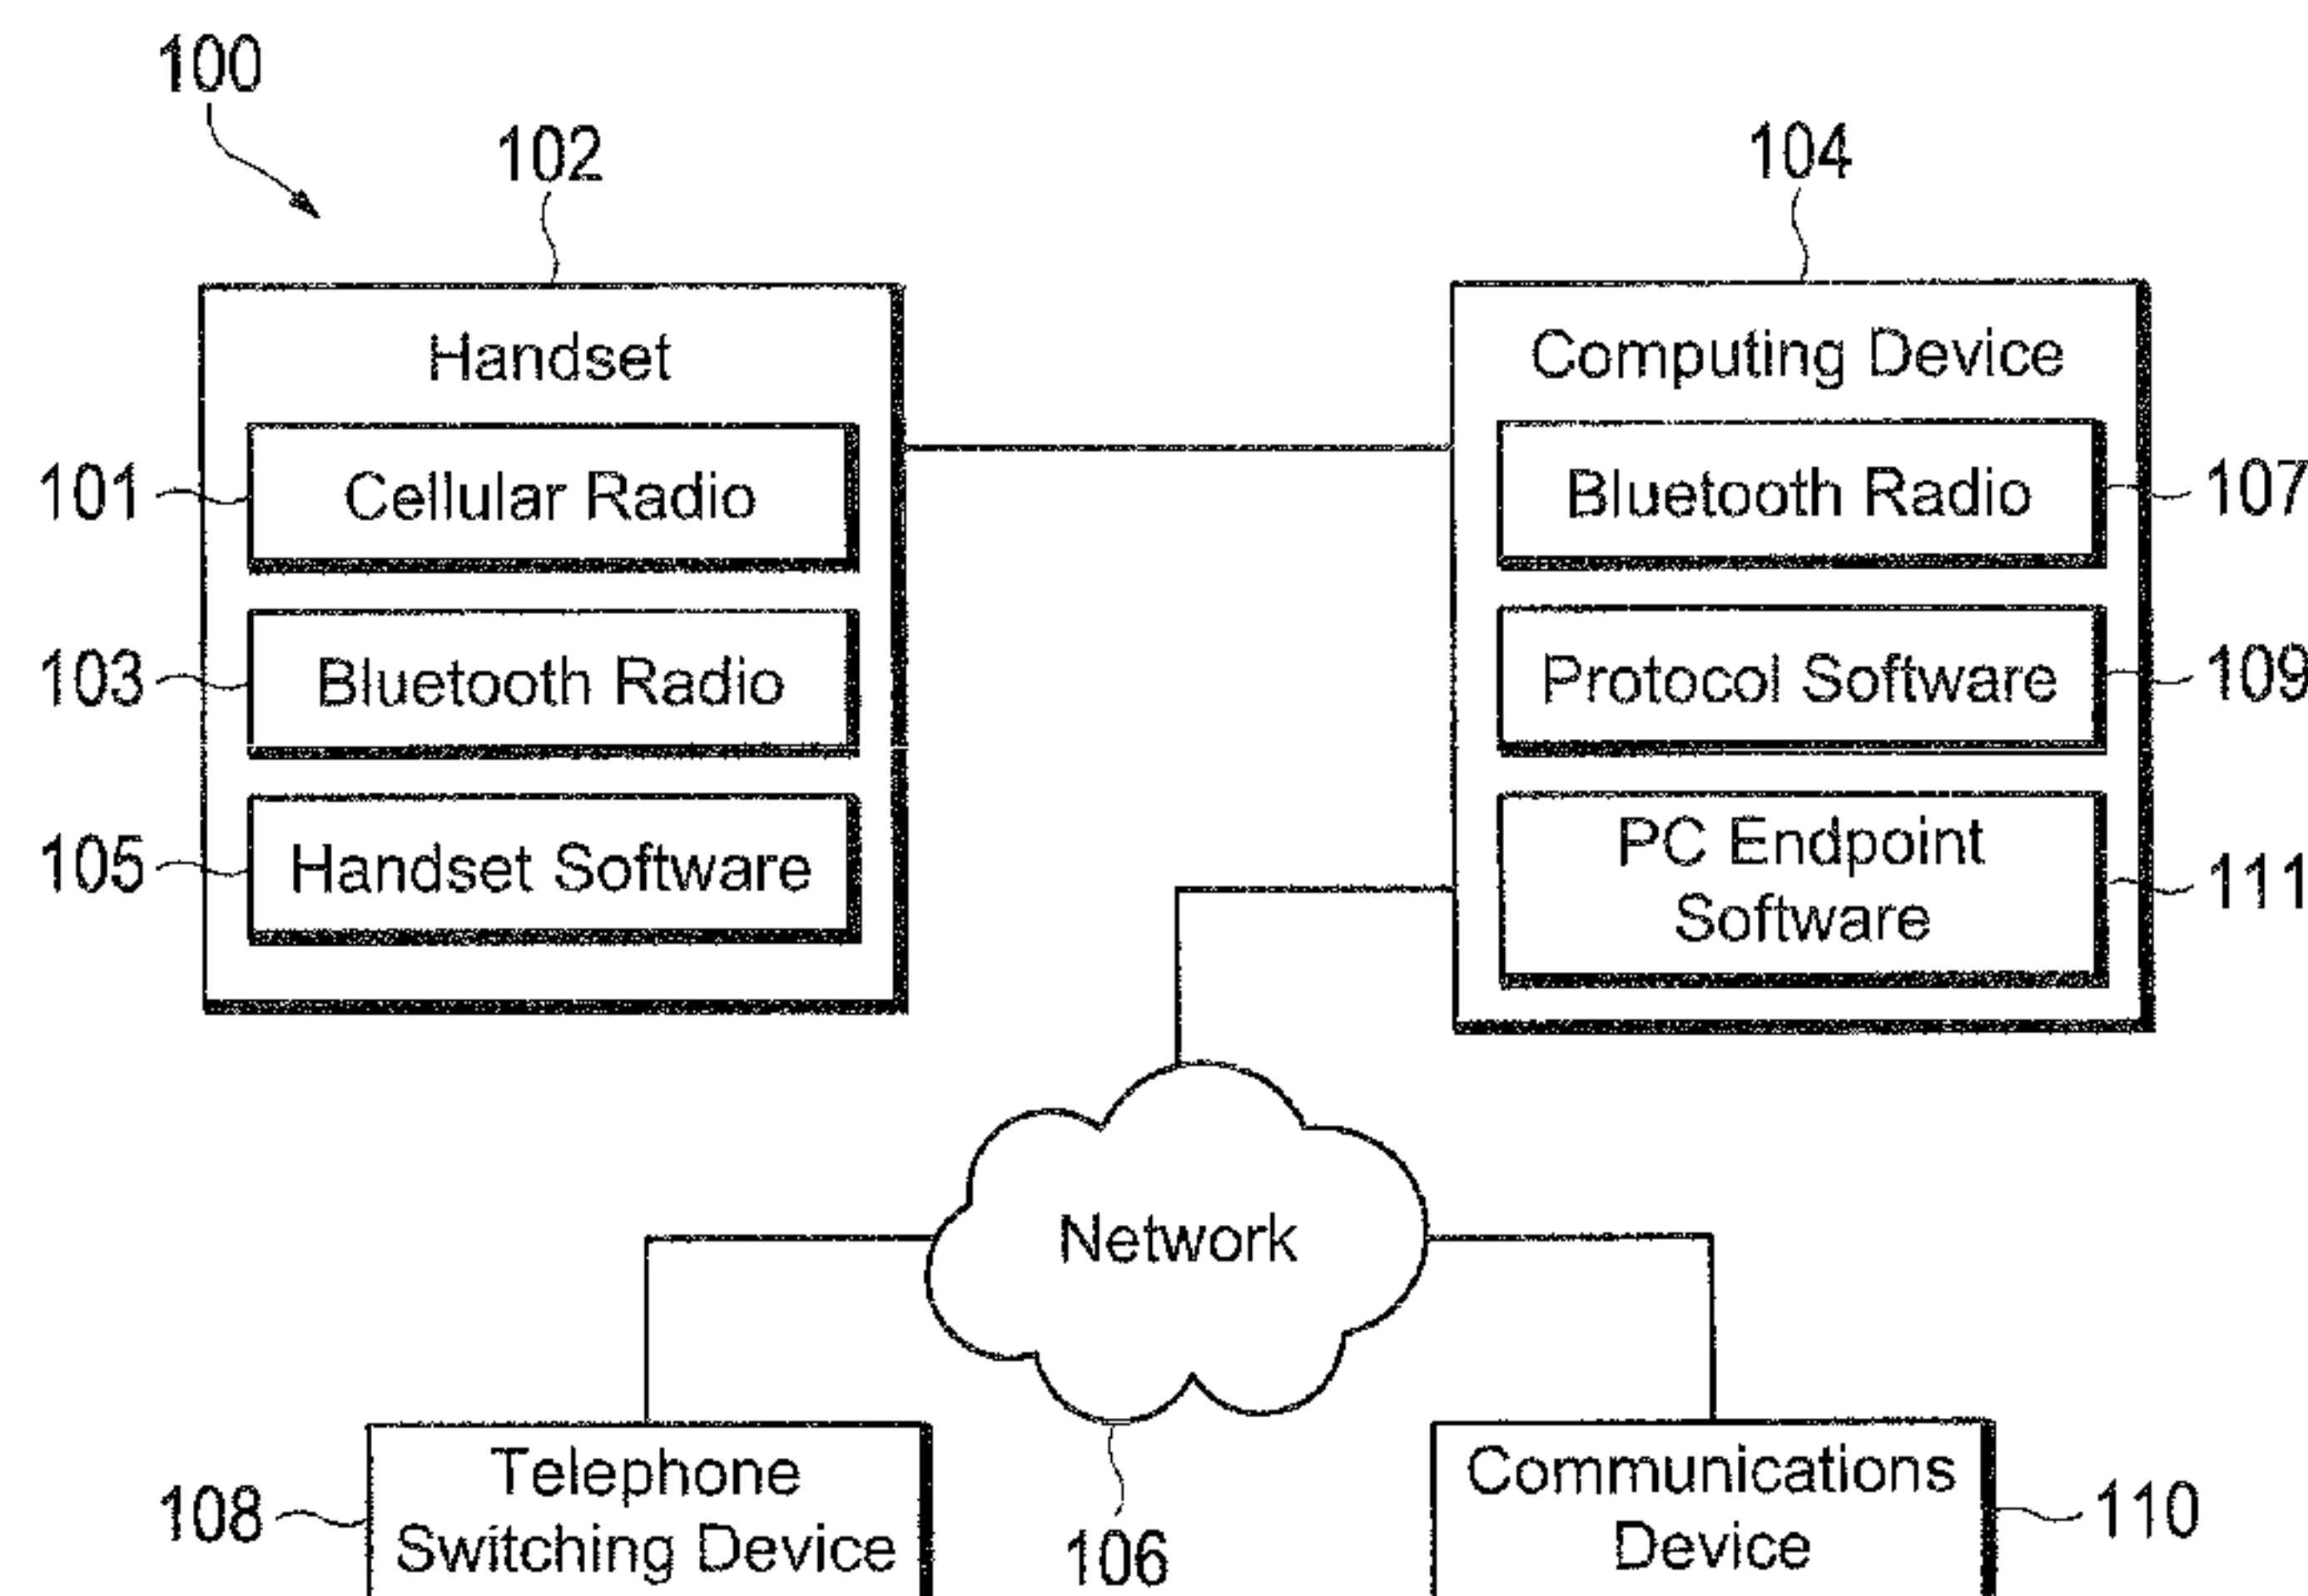 100
102
104
Handset
Computing Device
101
Cellular Radio
Bluetooth Radio
107
103
Bluetooth Radio
Protocol Software
109
105
Handset Software
PC Endpoint
Software
111
Network
Telephone
Switching Device
108
106
Communications
Device
110